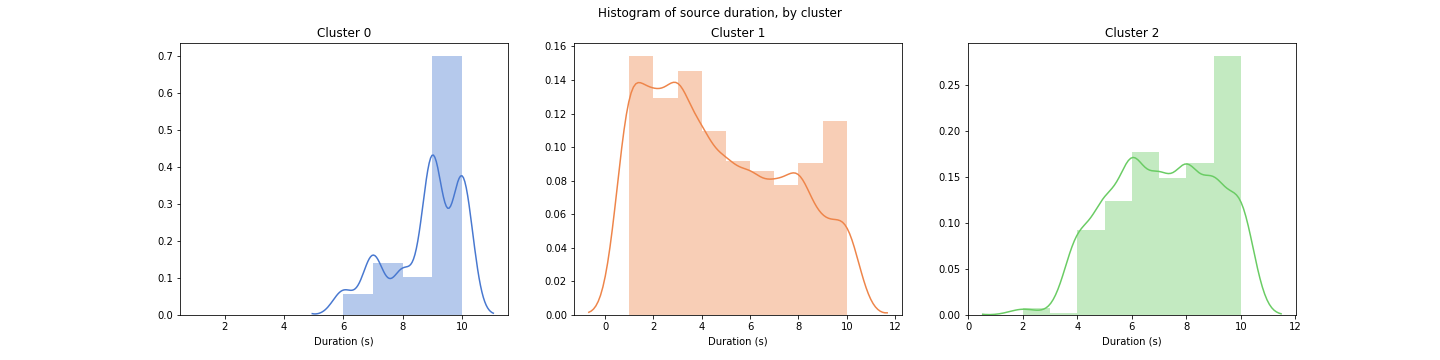 Histogram of source duration, by cluster
Cluster 0
0.7
0.6
0.5
0.4
0.3
0.2
0.1
0.0
2 4 6 8 10
Duration (s)
Cluster 1
0.16
0.14
0.12
0.10
0.08
0.06
0.04
0.02
0.00
0 2 4 6 8 10 12
Duration (s)
Cluster 2
0.25
0.20
0.15
0.10
0.05
0.00
0 2 4 6 8 10 12
Duration (s)